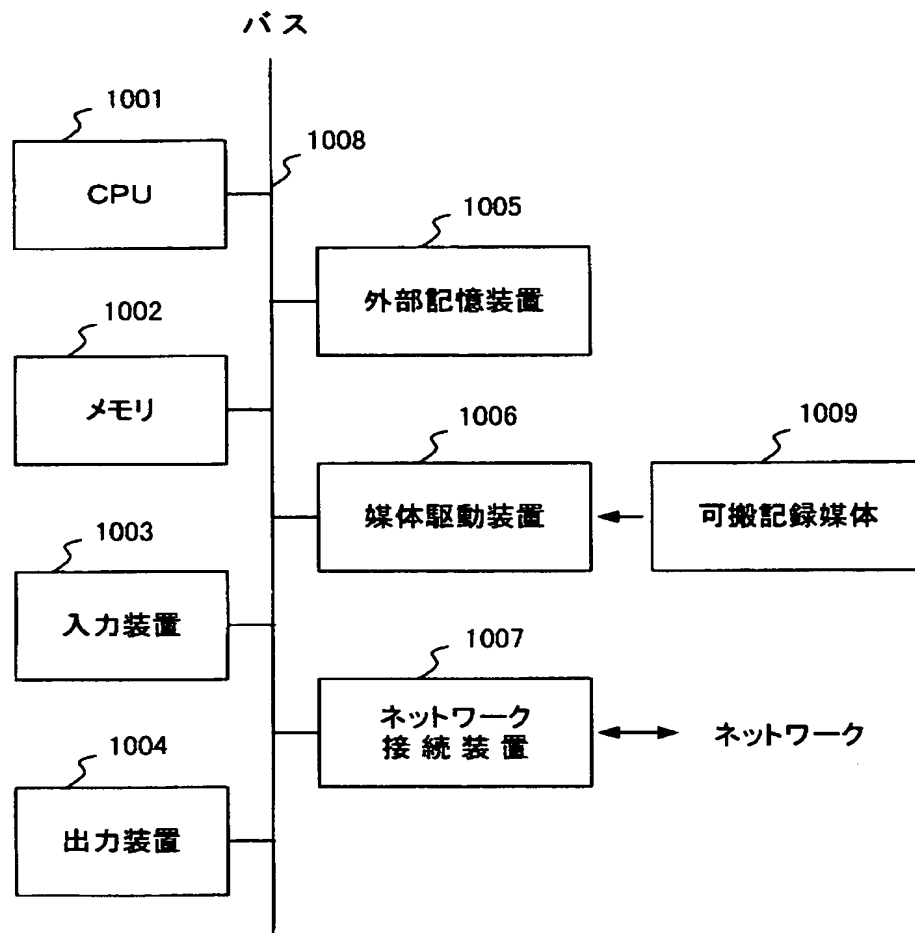 バス
1001
1008
CPU
1005
外部記憶装置
1002
メモリ
1006
1009
媒体駆動装置
可搬記録媒体
1003
入力装置
1007
ネットワーク
接続装置
ネットワーク
1004
出力装置